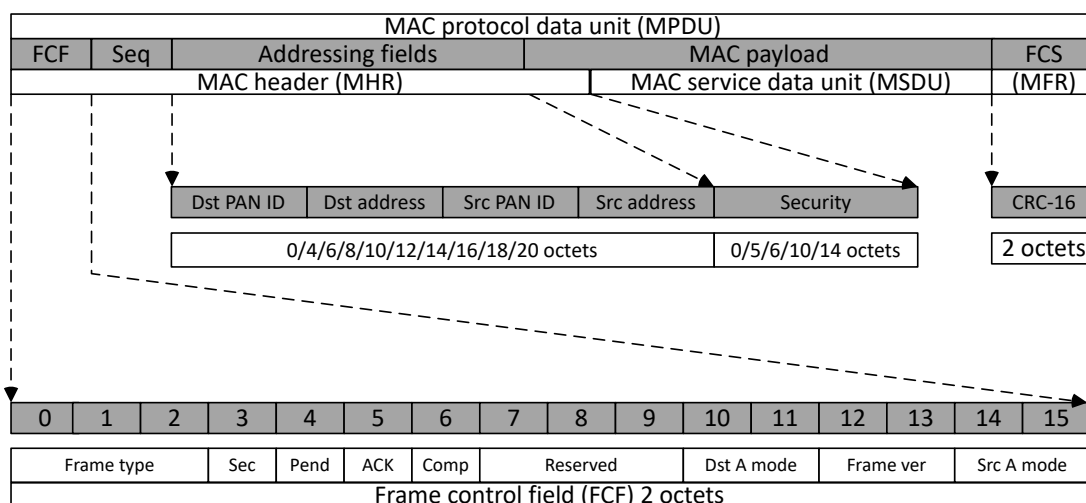 MAC protocol data unit (MPDU)
FCF Seq Addressing fields MAC payload FCS
MAC header (MHR) MAC service data unit (MSDU) (MFR)
Dst PAN ID Dst address Src PAN ID Src address Security CRC-16
0/4/6/8/10/12/14/16/18/20 octets 0/5/6/10/14 octets 2 octets
0 1 2 3 4 5 6 7 8 9 10 11 12 13 14 15
Frame type Sec Pend ACK Comp Reserved Dst A mode Frame ver Src A mode
Frame control field (FCF) 2 octets